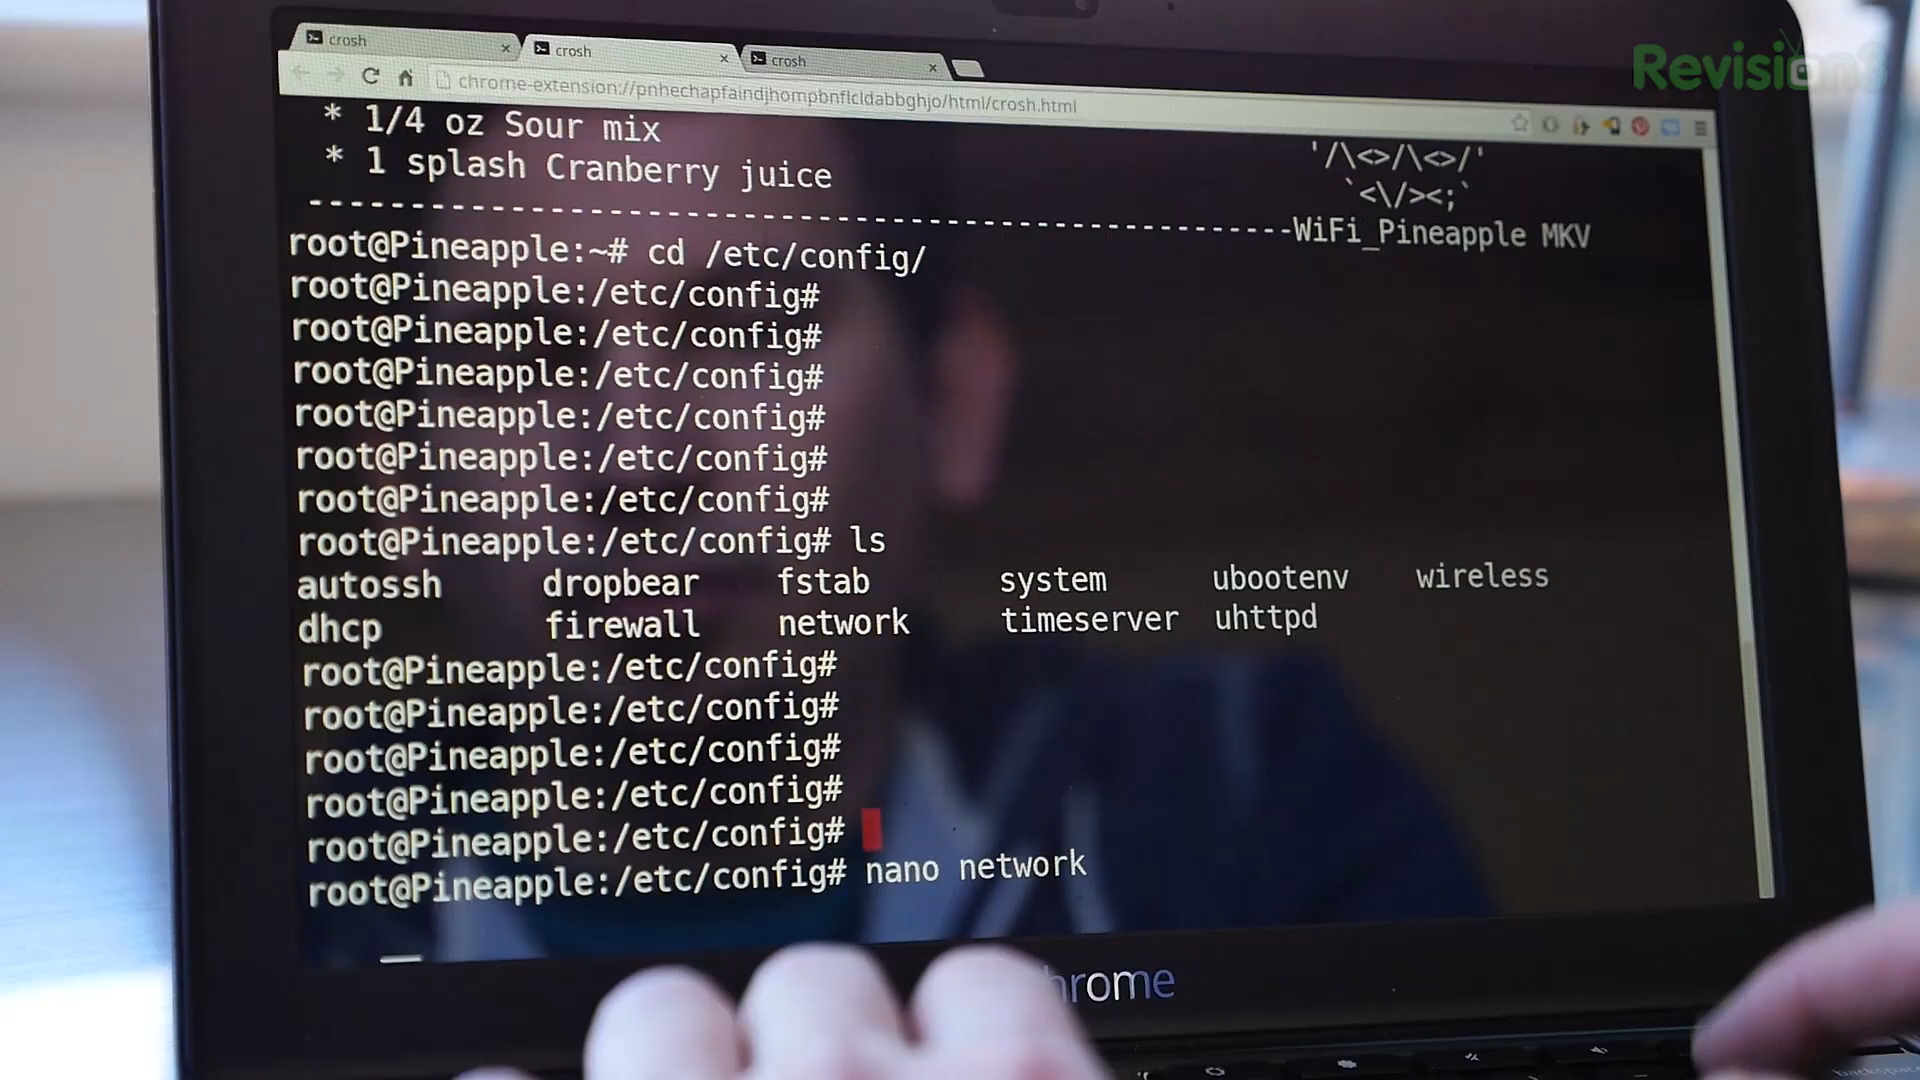 crosh
crosh
crosh
Revision3
chrome-extension://pnhechapfaindjhompbnflcldabbghjo/html/crosh.html
* 1/4 oz Sour mix
* 1 splash Cranberry juice
'/\<>/\<>/'
`<\/><;`
--------------------------------------------------WiFi_Pineapple MKV
root@Pineapple:~# cd /etc/config/
root@Pineapple:/etc/config#
root@Pineapple:/etc/config#
root@Pineapple:/etc/config#
root@Pineapple:/etc/config#
root@Pineapple:/etc/config#
root@Pineapple:/etc/config#
root@Pineapple:/etc/config# ls
autossh dropbear fstab system ubootenv wireless
dhcp firewall network timeserver uhttpd
root@Pineapple:/etc/config#
root@Pineapple:/etc/config#
root@Pineapple:/etc/config#
root@Pineapple:/etc/config#
root@Pineapple:/etc/config#
root@Pineapple:/etc/config# nano network
hrome
backspace